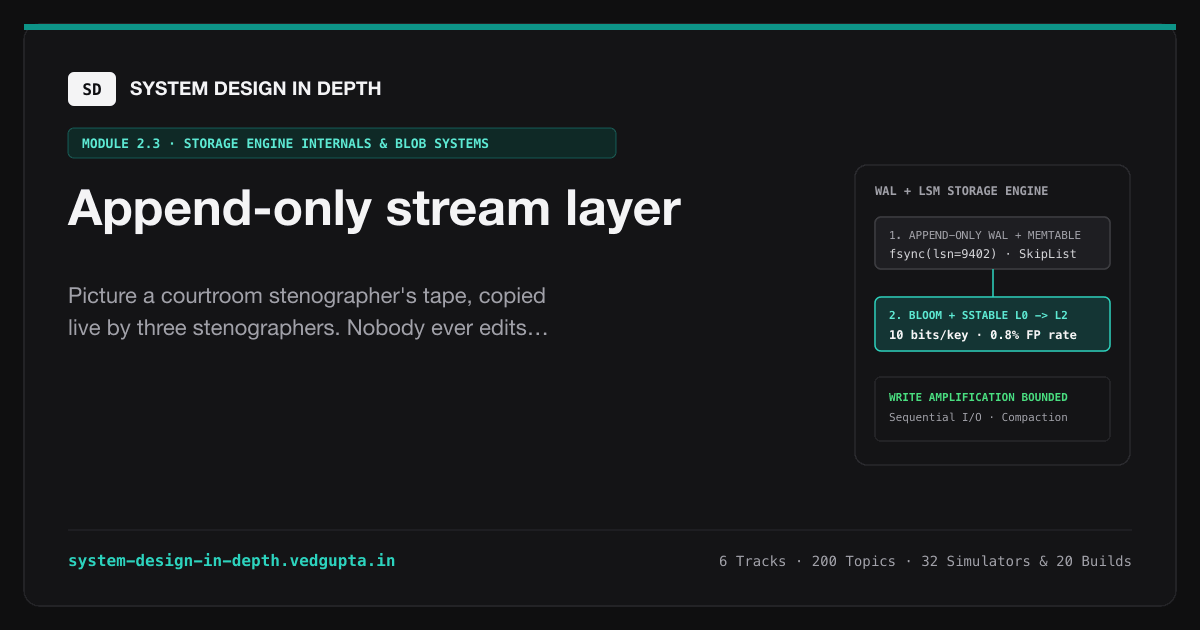 SD
SYSTEM DESIGN IN DEPTH
MODULE 2.3 · STORAGE ENGINE INTERNALS & BLOB SYSTEMS
Append-only stream layer
Picture a courtroom stenographer's tape, copied
live by three stenographers. Nobody ever edits…
WAL + LSM STORAGE ENGINE
1. APPEND-ONLY WAL + MEMTABLE
fsync(lsn=9402) · SkipList
2. BLOOM + SSTABLE L0 -> L2
10 bits/key · 0.8% FP rate
WRITE AMPLIFICATION BOUNDED
Sequential I/O · Compaction
system-design-in-depth.vedgupta.in
6 Tracks · 200 Topics · 32 Simulators & 20 Builds